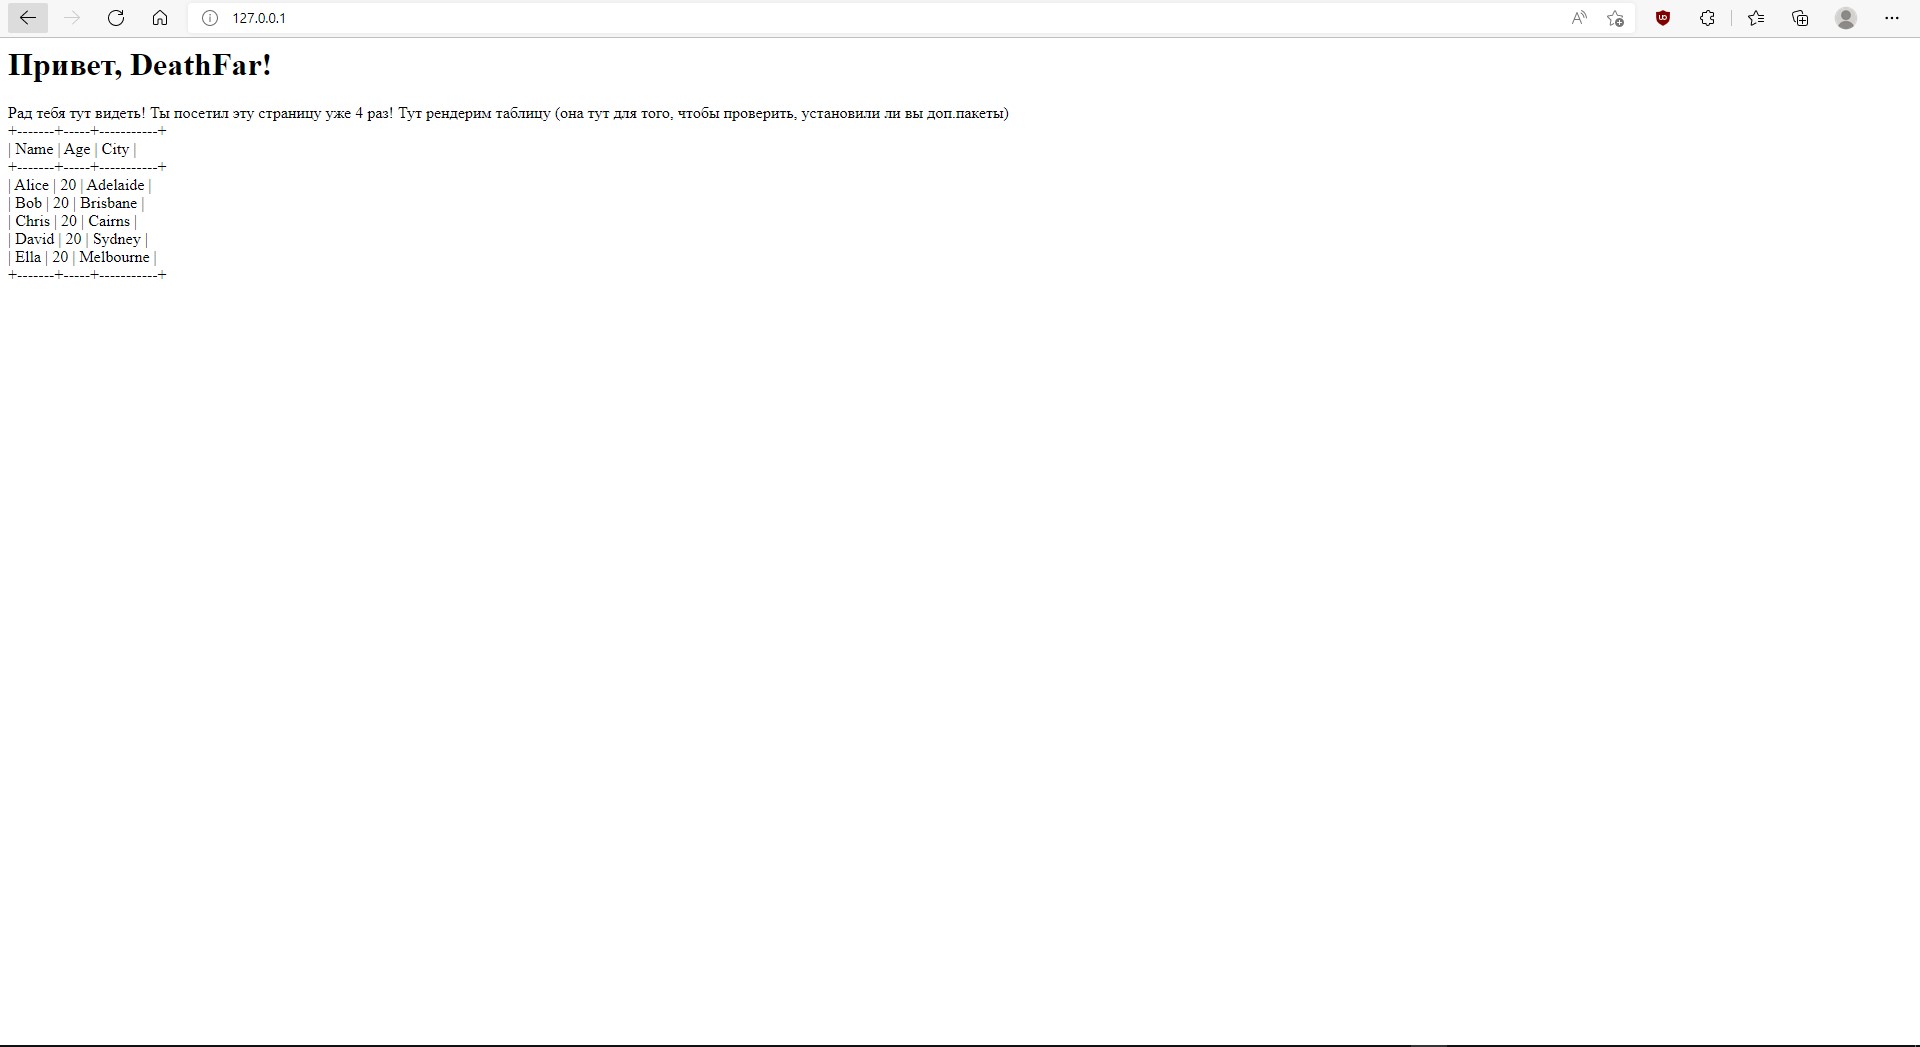 127.0.0.1
Привет, DeathFar!
Рад тебя тут видеть! Ты посетил эту страницу уже 4 раз! Тут рендерим таблицу (она тут для того, чтобы проверить, установили ли вы доп.пакеты)
+-------+-----+-----------+
| Name | Age | City |
+-------+-----+-----------+
| Alice | 20 | Adelaide |
| Bob | 20 | Brisbane |
| Chris | 20 | Cairns |
| David | 20 | Sydney |
| Ella | 20 | Melbourne |
+-------+-----+-----------+